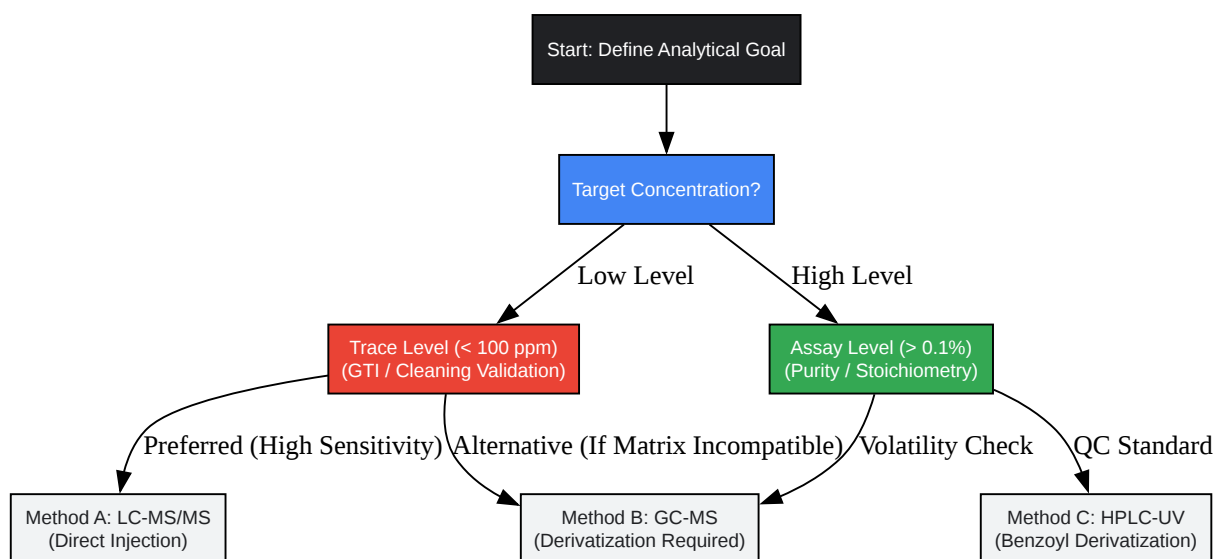 Start: Define Analytical Goal
Target Concentration?
Low Level
High Level
Trace Level (< 100 ppm)
(GTI / Cleaning Validation)
Assay Level (> 0.1%)
(Purity / Stoichiometry)
Preferred (High Sensitivity)
Alternative (If Matrix Incompatible)
Volatility Check
QC Standard
Method A: LC-MS/MS
(Direct Injection)
Method B: GC-MS
(Derivatization Required)
Method C: HPLC-UV
(Benzoyl Derivatization)